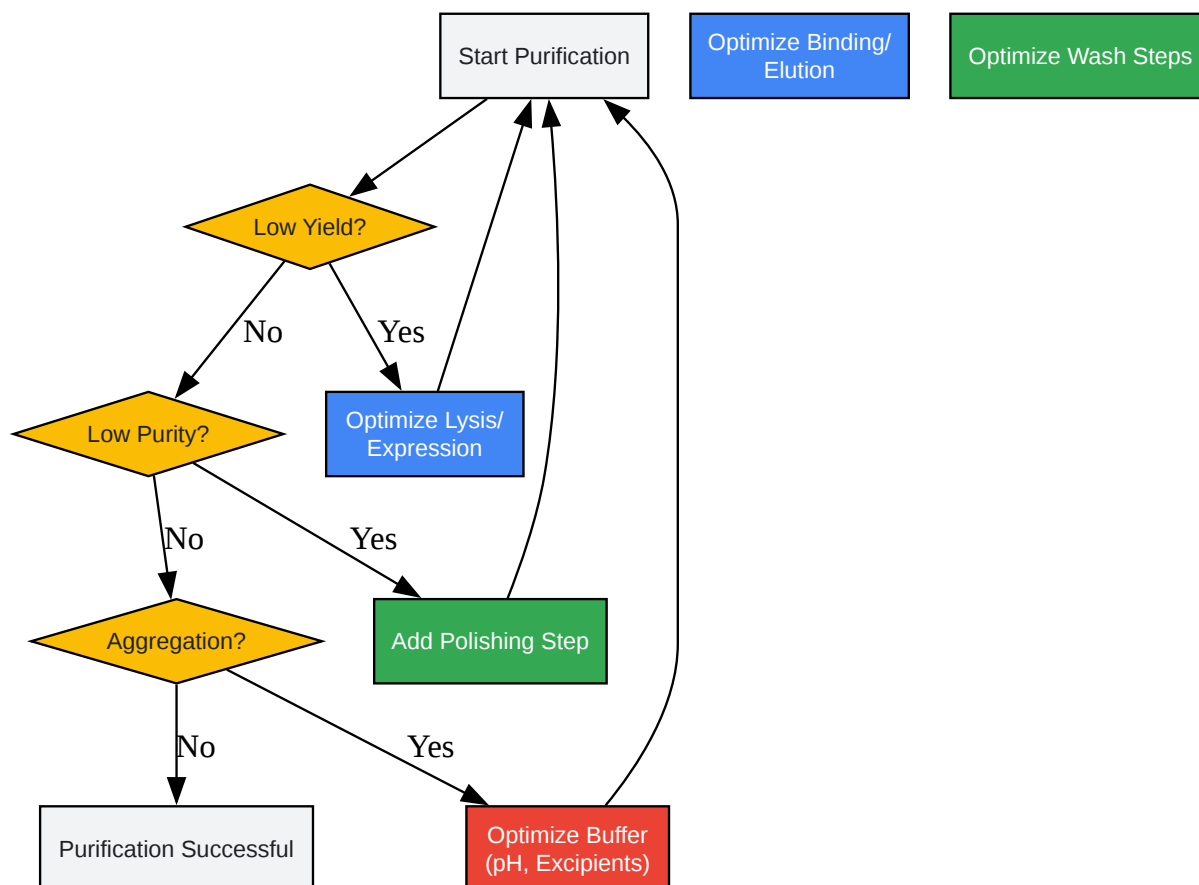 Start Purification
Optimize Binding/
Elution
Optimize Wash Steps
Low Yield?
No
Yes
Low Purity?
Optimize Lysis/
Expression
No
Yes
Aggregation?
Add Polishing Step
No
Yes
Purification Successful
Optimize Buffer
(pH, Excipients)